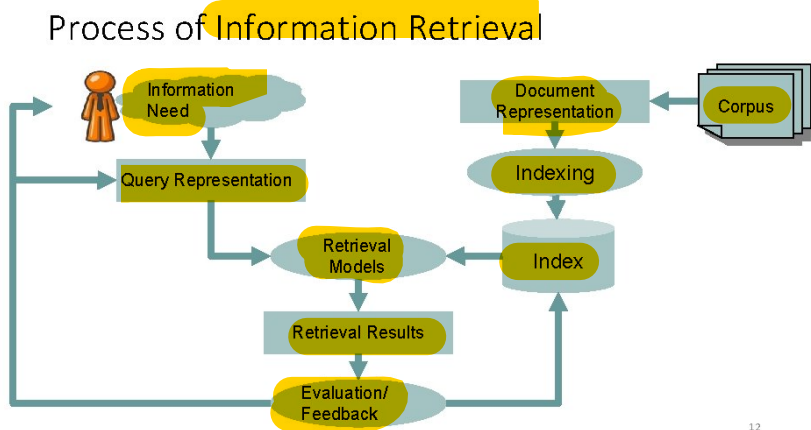 Process of Information Retrieval
Information
Need
Document
Representation
Corpus
Query Representation
Indexing
Retrieval
Models
Index
Retrieval Results
Evaluation/
Feedback
12